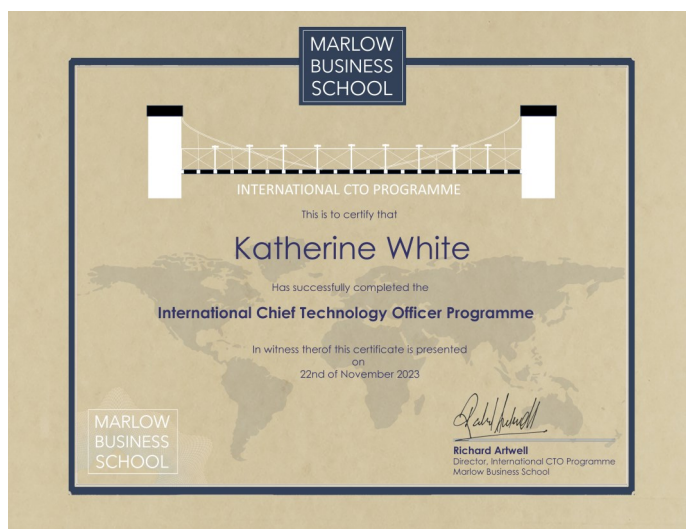 MARLOW
BUSINESS
SCHOOL
INTERNATIONAL CTO PROGRAMME
This is to certify that
Katherine White
Has successfully completed the
International Chief Technology Officer Programme
In witness therof this certificate is presented
on
22nd of November 2023
MARLOW
BUSINESS
SCHOOL
Richard Artwell
Director, International CTO Programme
Marlow Business School